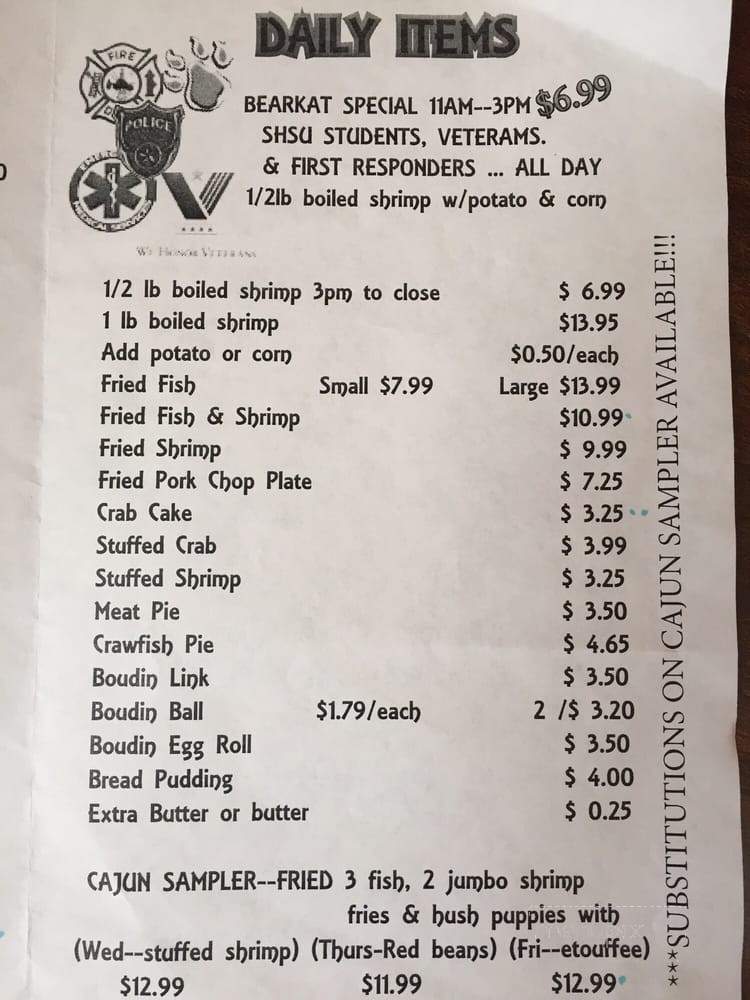 DAILY ITEMS
FIRE
POLICE
BEARKAT SPECIAL 11AM--3PM $6.99
SHSU STUDENTS, VETERAMS.
& FIRST RESPONDERS ... ALL DAY
1/2lb boiled shrimp w/potato & corn
WE HONOR VETERANS
1/2 lb boiled shrimp 3pm to close $ 6.99
1 lb boiled shrimp $13.95
Add potato or corn $0.50/each
Fried Fish Small $7.99 Large $13.99
Fried Fish & Shrimp $10.99
Fried Shrimp $ 9.99
Fried Pork Chop Plate $ 7.25
Crab Cake $ 3.25
Stuffed Crab $ 3.99
Stuffed Shrimp $ 3.25
Meat Pie $ 3.50
Crawfish Pie $ 4.65
Boudin Link $ 3.50
Boudin Ball $1.79/each 2 /$ 3.20
Boudin Egg Roll $ 3.50
Bread Pudding $ 4.00
Extra Butter or butter $ 0.25
CAJUN SAMPLER--FRIED 3 fish, 2 jumbo shrimp
fries & hush puppies with
(Wed--stuffed shrimp) (Thurs-Red beans) (Fri--etouffee)
$12.99 $11.99 $12.99
***SUBSTITUTIONS ON CAJUN SAMPLER AVAILABLE!!!